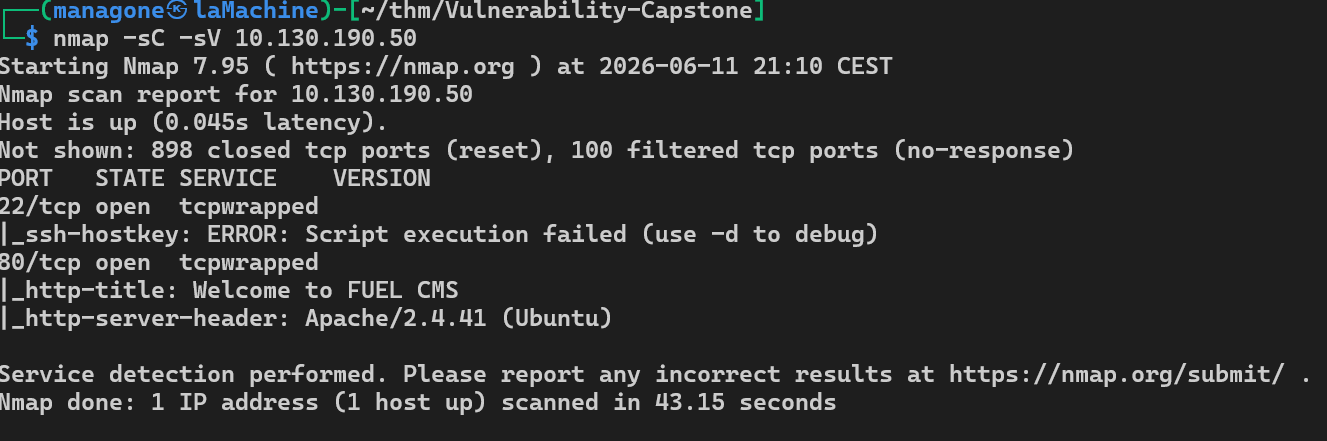 ┌──(managone㉿laMachine)-[~/thm/Vulnerability-Capstone]
└─$ nmap -sC -sV 10.130.190.50
Starting Nmap 7.95 ( https://nmap.org ) at 2026-06-11 21:10 CEST
Nmap scan report for 10.130.190.50
Host is up (0.045s latency).
Not shown: 898 closed tcp ports (reset), 100 filtered tcp ports (no-response)
PORT   STATE SERVICE    VERSION
22/tcp open  tcpwrapped
|_ssh-hostkey: ERROR: Script execution failed (use -d to debug)
80/tcp open  tcpwrapped
|_http-title: Welcome to FUEL CMS
|_http-server-header: Apache/2.4.41 (Ubuntu)

Service detection performed. Please report any incorrect results at https://nmap.org/submit/ .
Nmap done: 1 IP address (1 host up) scanned in 43.15 seconds